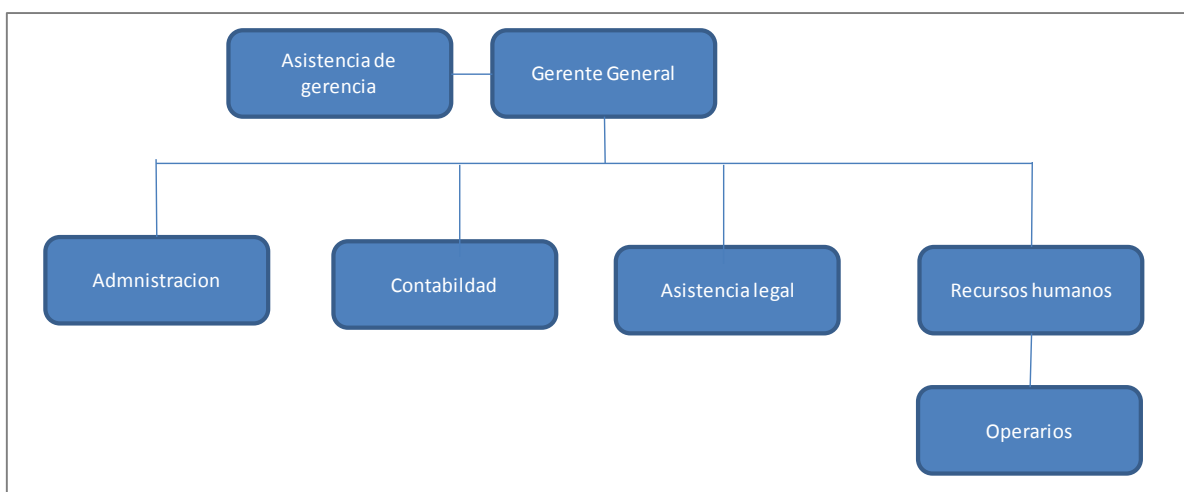 Asistencia de
gerencia
Gerente General
Admnistracion
Contabildad
Asistencia legal
Recursos humanos
Operarios